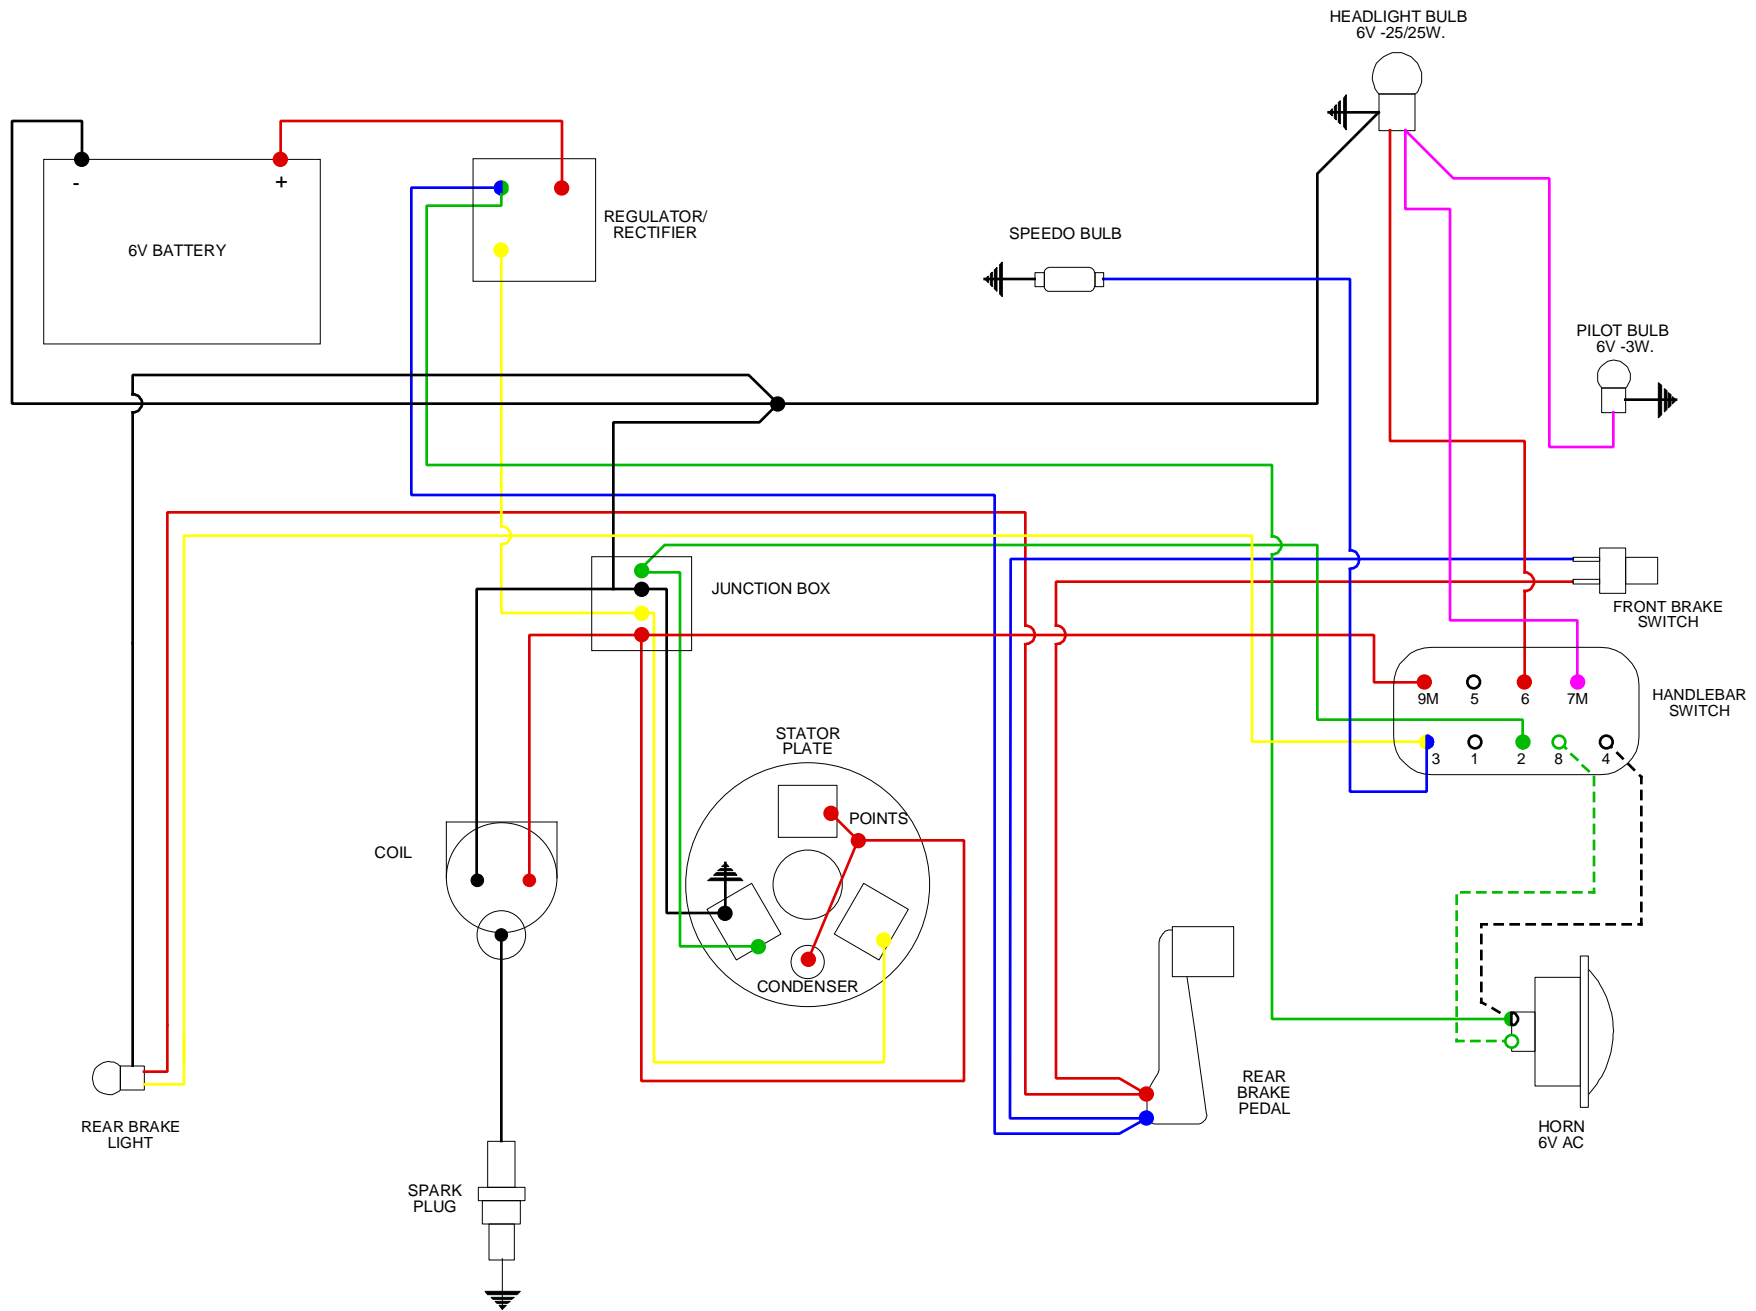 HEADLIGHT BULB
6V -25/25W.
- +
6V BATTERY
REGULATOR/
RECTIFIER
SPEEDO BULB
PILOT BULB
6V -3W.
JUNCTION BOX
FRONT BRAKE
SWITCH
9M 5 6 7M
HANDLEBAR
SWITCH
3 1 2 8 4
STATOR
PLATE
POINTS
COIL
CONDENSER
REAR
BRAKE
PEDAL
REAR BRAKE
LIGHT
HORN
6V AC
SPARK
PLUG